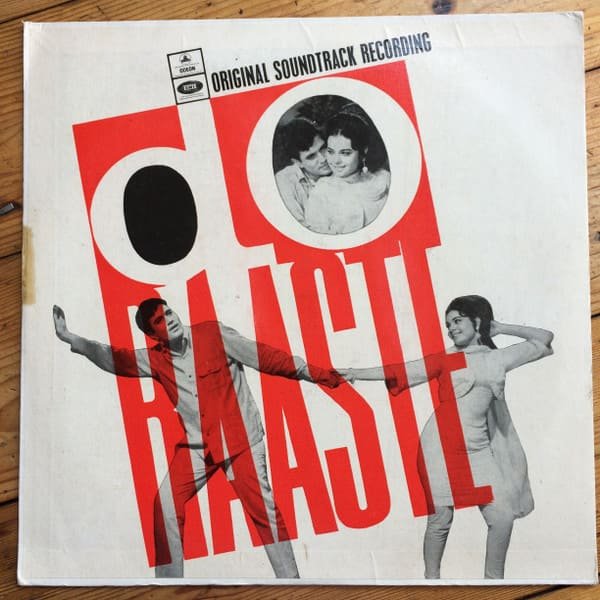 ODEON
EMI
ORIGINAL SOUNDTRACK RECORDING
do
RAASTE